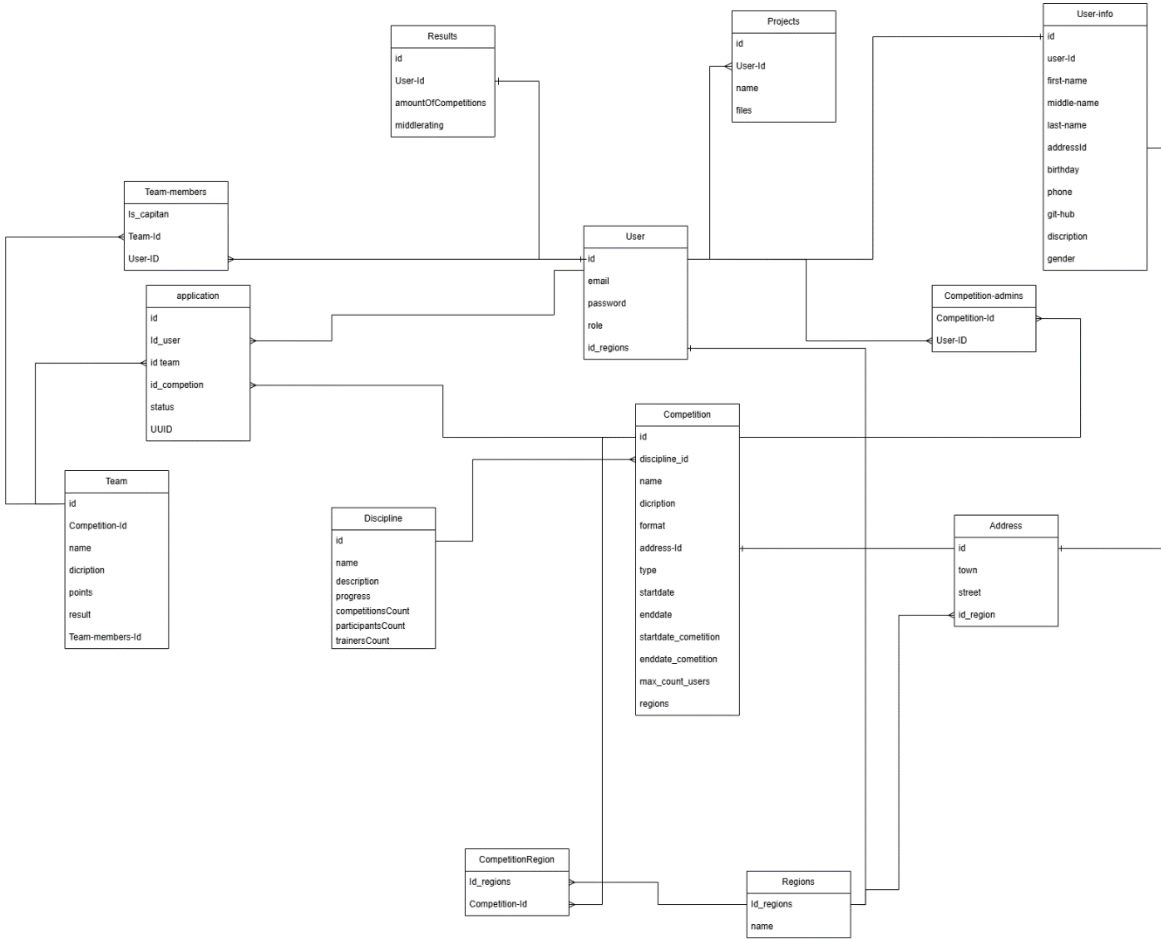 Results
id
User-Id
amountOfCompetitions
middlerating
Projects
id
User-Id
name
files
User-info
id
user-Id
first-name
middle-name
last-name
addressId
birthday
phone
git-hub
discription
gender
Team-members
Is_capitan
Team-Id
User-ID
User
id
email
password
role
id_regions
application
id
Id_user
id team
id_competion
status
UUID
Competition-admins
Competition-Id
User-ID
Team
id
Competition-Id
name
dicription
points
result
Team-members-Id
Discipline
id
name
description
progress
competitionsCount
participantsCount
trainersCount
Competition
id
discipline_id
name
dicription
format
address-Id
type
startdate
enddate
startdate_cometition
enddate_cometition
max_count_users
regions
Address
id
town
street
id_region
CompetitionRegion
Id_regions
Competition-Id
Regions
Id_regions
name